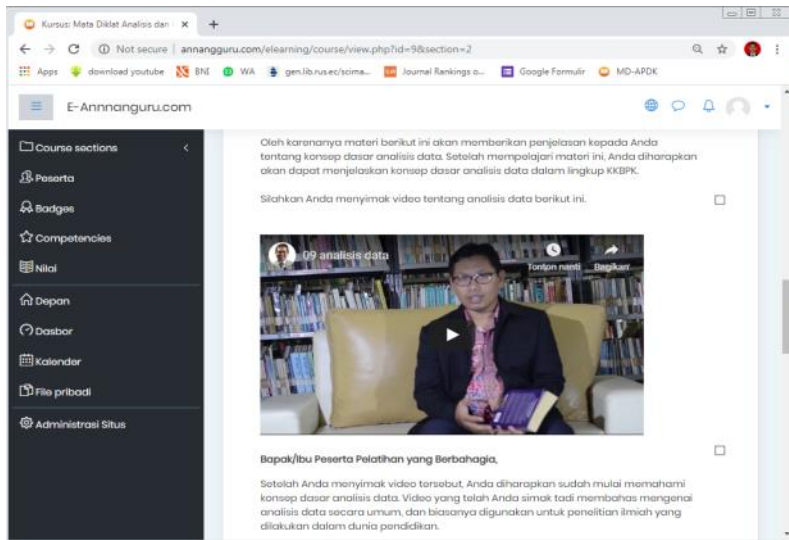 Kursus: Mata Diklat Analisis dan
Not secure | annangguru.com/elearning/course/view.php?id=9&section=2
Apps download youtube BNI WA gen.lib.rus.ec/scima... Journal Rankings o... Google Formulir MD-APDK
E-Annnanguru.com
Course sections
Peserta
Badges
Competencies
Nilai
Depan
Dasbor
Kalender
File pribadi
Administrasi Situs
Oleh karenanya materi berikut ini akan memberikan penjelasan kepada Anda
tentang konsep dasar analisis data. Setelah mempelajari materi ini, Anda diharapkan
akan dapat menjelaskan konsep dasar analisis data dalam lingkup KKBPK.
Silahkan Anda menyimak video tentang analisis data berikut ini.
09 analisis data
Tonton nanti Bagikan
Bapak/Ibu Peserta Pelatihan yang Berbahagia,
Setelah Anda menyimak video tersebut, Anda diharapkan sudah mulai memahami
konsep dasar analisis data. Video yang telah Anda simak tadi membahas mengenai
analisis data secara umum, dan biasanya digunakan untuk penelitian ilmiah yang
dilakukan dalam dunia pendidikan.